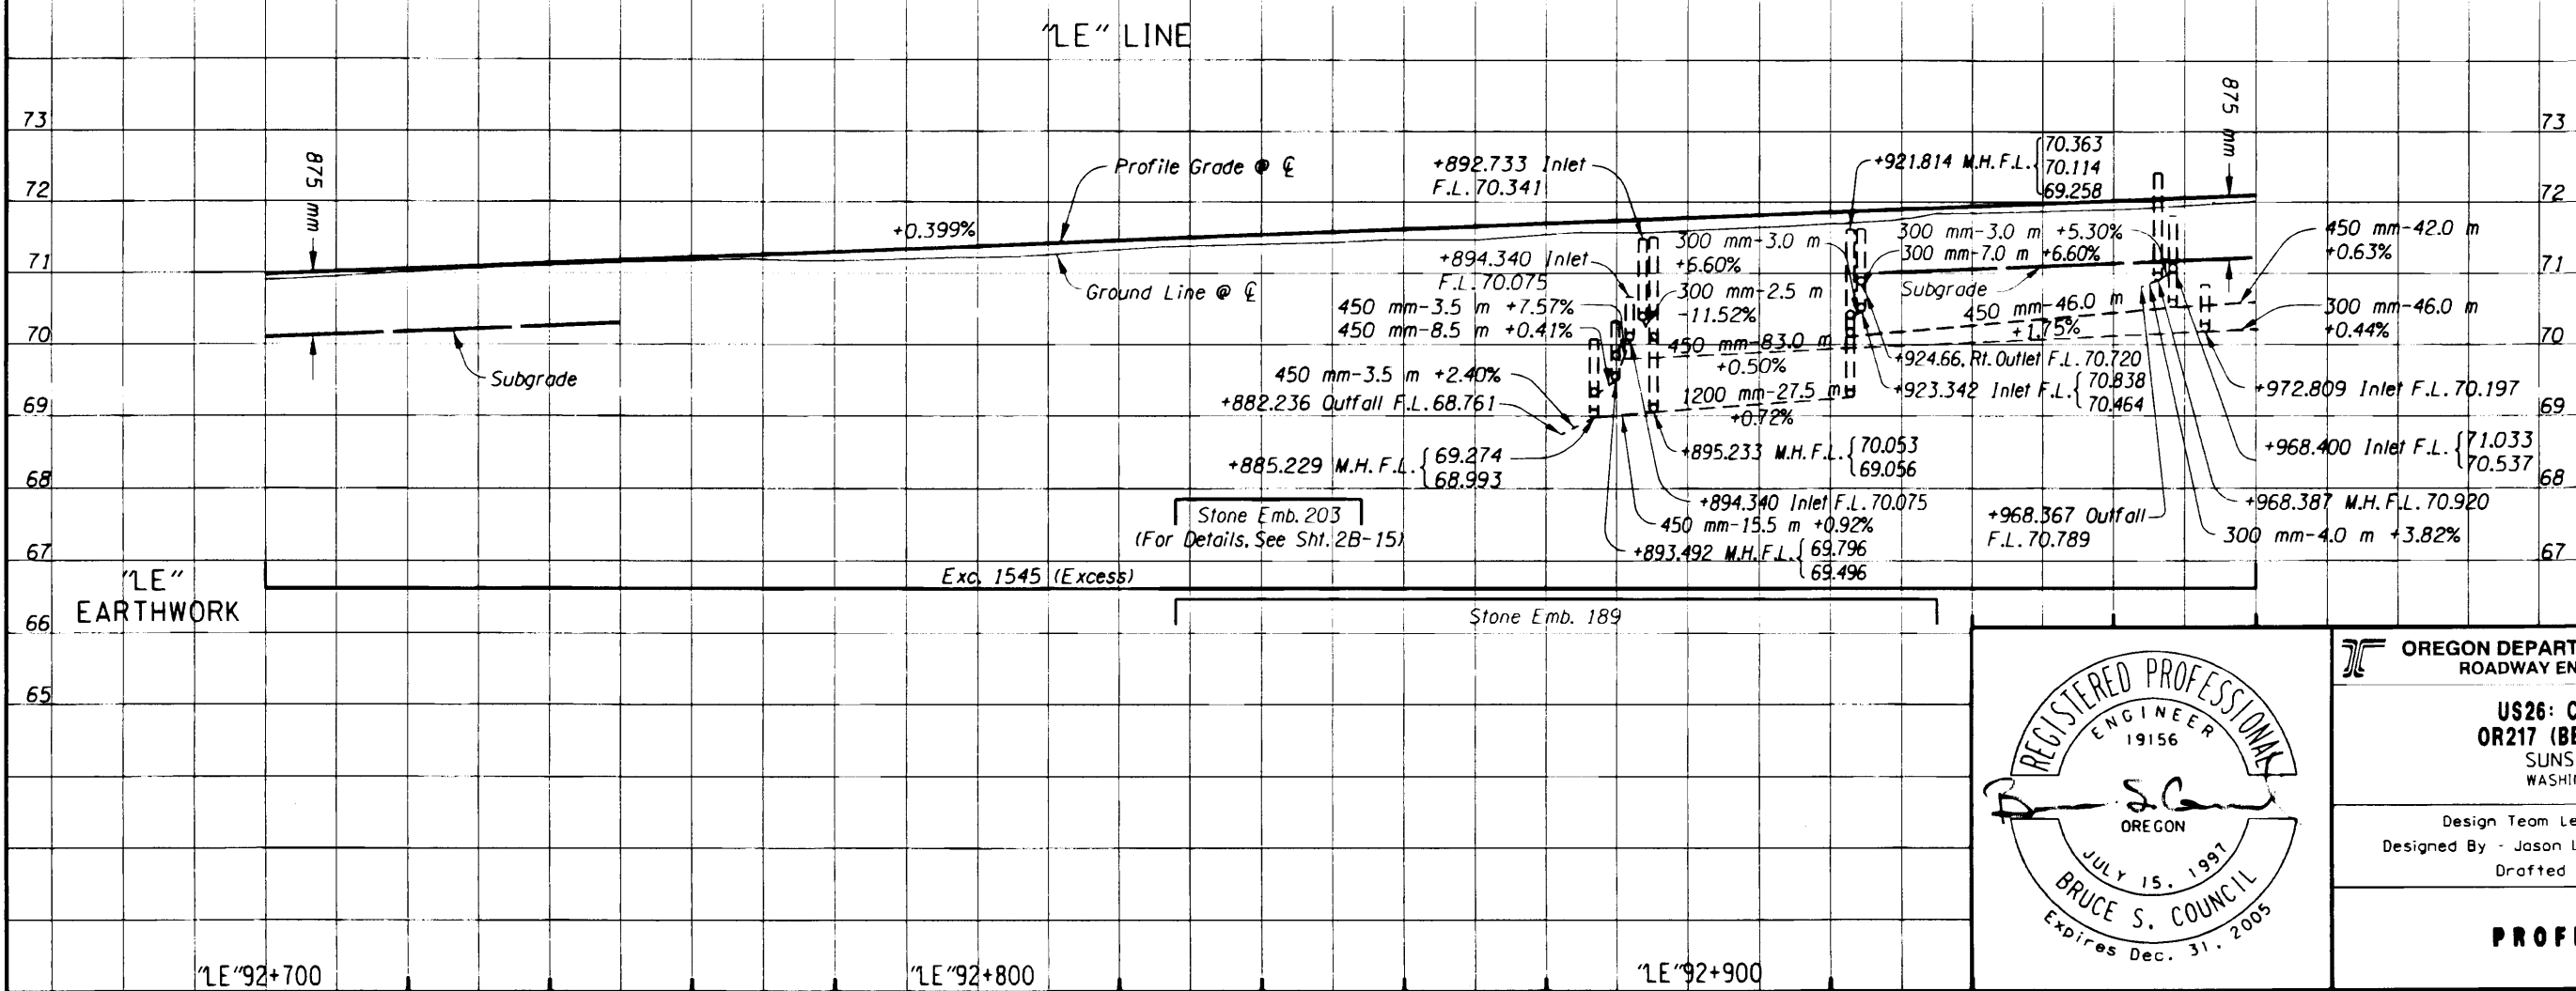 "LE" LINE
73
72
71
70
69
68
67
66
65
875 mm
Profile Grade @ ℄
+0.399%
Ground Line @ ℄
Subgrade
+892.733 Inlet
F.L. 70.341
+894.340 Inlet
F.L. 70.075
450 mm-3.5 m +7.57%
450 mm-8.5 m +0.41%
450 mm-3.5 m +2.40%
+882.236 Outfall F.L. 68.761
+885.229 M.H. F.L. { 69.274
68.993
300 mm-3.0 m
+6.60%
300 mm-2.5 m
-11.52%
450 mm-83.0 m
+0.50%
1200 mm-27.5 m
+0.72%
+895.233 M.H. F.L. { 70.053
69.056
+894.340 Inlet F.L. 70.075
450 mm-15.5 m +0.92%
+893.492 M.H. F.L. { 69.796
69.496
+921.814 M.H. F.L. { 70.363
70.114
69.258
300 mm-3.0 m +5.30%
300 mm-7.0 m +6.60%
Subgrade
450 mm-46.0 m
+1.75%
+924.66, Rt. Outlet F.L. 70.720
+923.342 Inlet F.L. { 70.838
70.464
875 mm
450 mm-42.0 m
+0.63%
300 mm-46.0 m
+0.44%
+972.809 Inlet F.L. 70.197
+968.400 Inlet F.L. { 71.033
70.537
+968.387 M.H. F.L. 70.920
300 mm-4.0 m +3.82%
+968.367 Outfall
F.L. 70.789
73
72
71
70
69
68
67
Stone Emb. 203
(For Details, See Sht. 2B-15)
"LE"
EARTHWORK
Exc. 1545 (Excess)
Stone Emb. 189
"LE"92+700
"LE"92+800
"LE"92+900
REGISTERED PROFESSIONAL
ENGINEER
19156
OREGON
JULY 15, 1997
BRUCE S. COUNCIL
Expires Dec. 31, 2005
OREGON DEPART
ROADWAY EN
US26: C
OR217 (BE
SUNS
WASHI
Design Team Le
Designed By - Jason L
Drafted
PROF